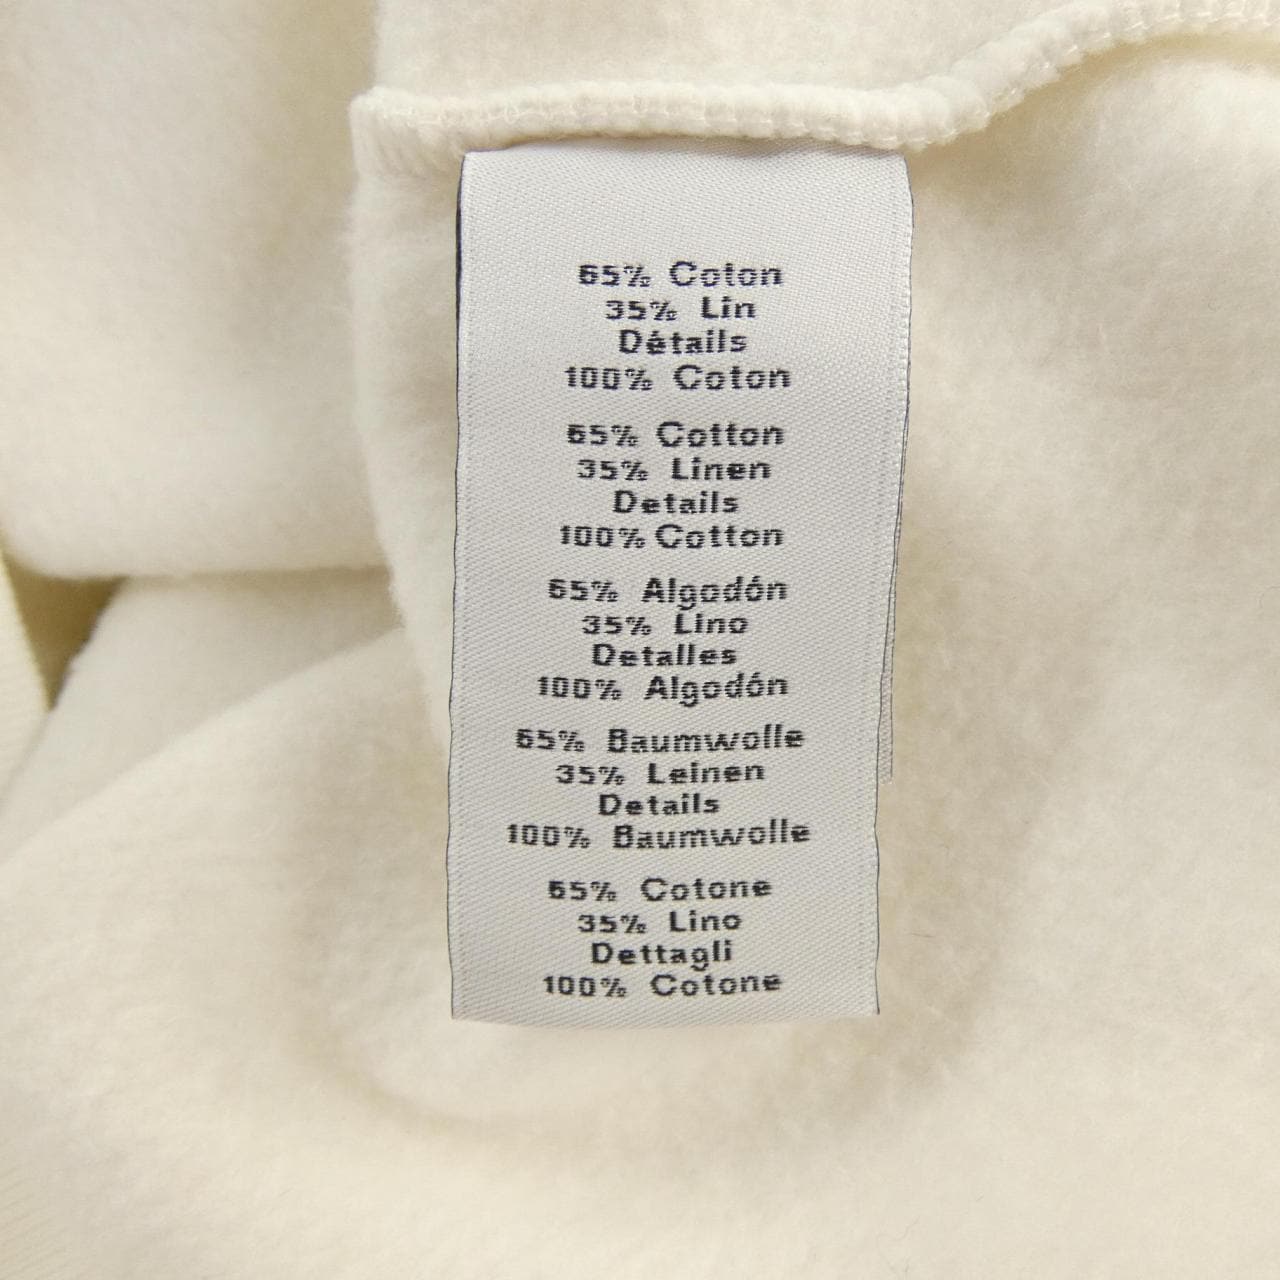 65% Coton
35% Lin
Détails
100% Coton
65% Cotton
35% Linen
Details
100% Cotton
65% Algodón
35% Lino
Detalles
100% Algodón
65% Baumwolle
35% Leinen
Details
100% Baumwolle
65% Cotone
35% Lino
Dettagli
100% Cotone